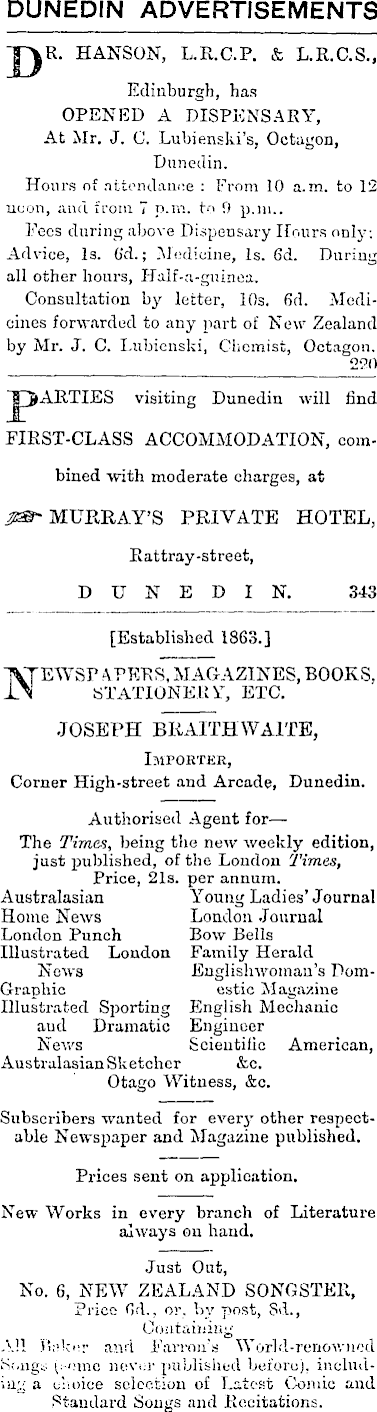 DUNEDIN ADVERTISEMENTS
DR. HANSON, L.R.C.P. & L.R.C.S.,
Edinburgh, has
OPENED A DISPENSARY,
At Mr. J. C. Lubienski's, Octagon,
Dunedin.
Hours of attendance : From 10 a.m. to 12
noon, and from 7 p.m. to 9 p.m..
Fees during above Dispensary Hours only:
Advice, 1s. 6d.; Medicine, 1s. 6d. During
all other hours, Half-a-guinea.
Consultation by letter, 10s. 6d. Medi-
cines forwarded to any part of New Zealand
by Mr. J. C. Lubienski, Chemist, Octagon.
220
PARTIES visiting Dunedin will find
FIRST-CLASS ACCOMMODATION, com-
bined with moderate charges, at
MURRAY'S PRIVATE HOTEL,
Rattray-street,
DUNEDIN. 343
[Established 1863.]
NEWSPAPERS, MAGAZINES, BOOKS,
STATIONERY, ETC.
JOSEPH BRAITHWAITE,
IMPORTER,
Corner High-street and Arcade, Dunedin.
Authorised Agent for—
The Times, being the new weekly edition,
just published, of the London Times,
Price, 21s. per annum.
Australasian
Home News
London Punch
Illustrated London
News
Graphic
Illustrated Sporting
and Dramatic
News
Australasian Sketcher
Young Ladies' Journal
London Journal
Bow Bells
Family Herald
Englishwoman's Dom-
estic Magazine
English Mechanic
Engineer
Scientific American,
&c.
Otago Witness, &c.
Subscribers wanted for every other respect-
able Newspaper and Magazine published.
Prices sent on application.
New Works in every branch of Literature
always on hand.
Just Out,
No. 6, NEW ZEALAND SONGSTER,
Price 6d., or, by post, 8d.,
Containing
All Baker and Farron's World-renowned
Songs (some never published before), includ-
ing a choice selection of Latest Comic and
Standard Songs and Recitations.